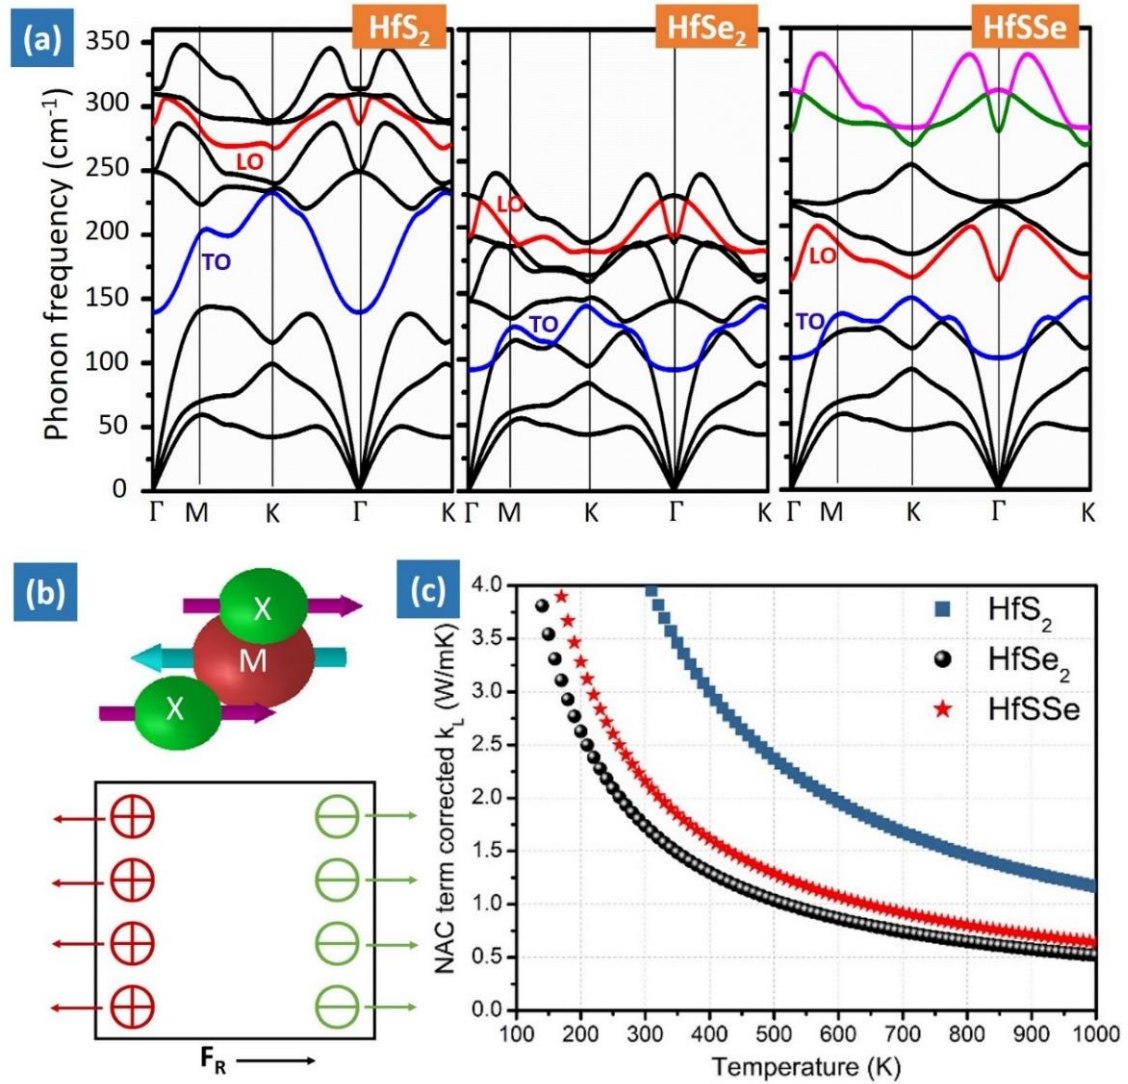 (a)
HfS₂
HfSe₂
HfSSe
Phonon frequency (cm⁻¹)
350
300
250
200
150
100
50
0
LO
TO
LO
TO
LO
TO
Γ M K Γ K
Γ M K Γ K
Γ M K Γ K
(b)
X
M
X
F_R
(c)
NAC term corrected k_L (W/mK)
4.0
3.5
3.0
2.5
2.0
1.5
1.0
0.5
0.0
HfS₂
HfSe₂
HfSSe
100 200 300 400 500 600 700 800 900 1000
Temperature (K)